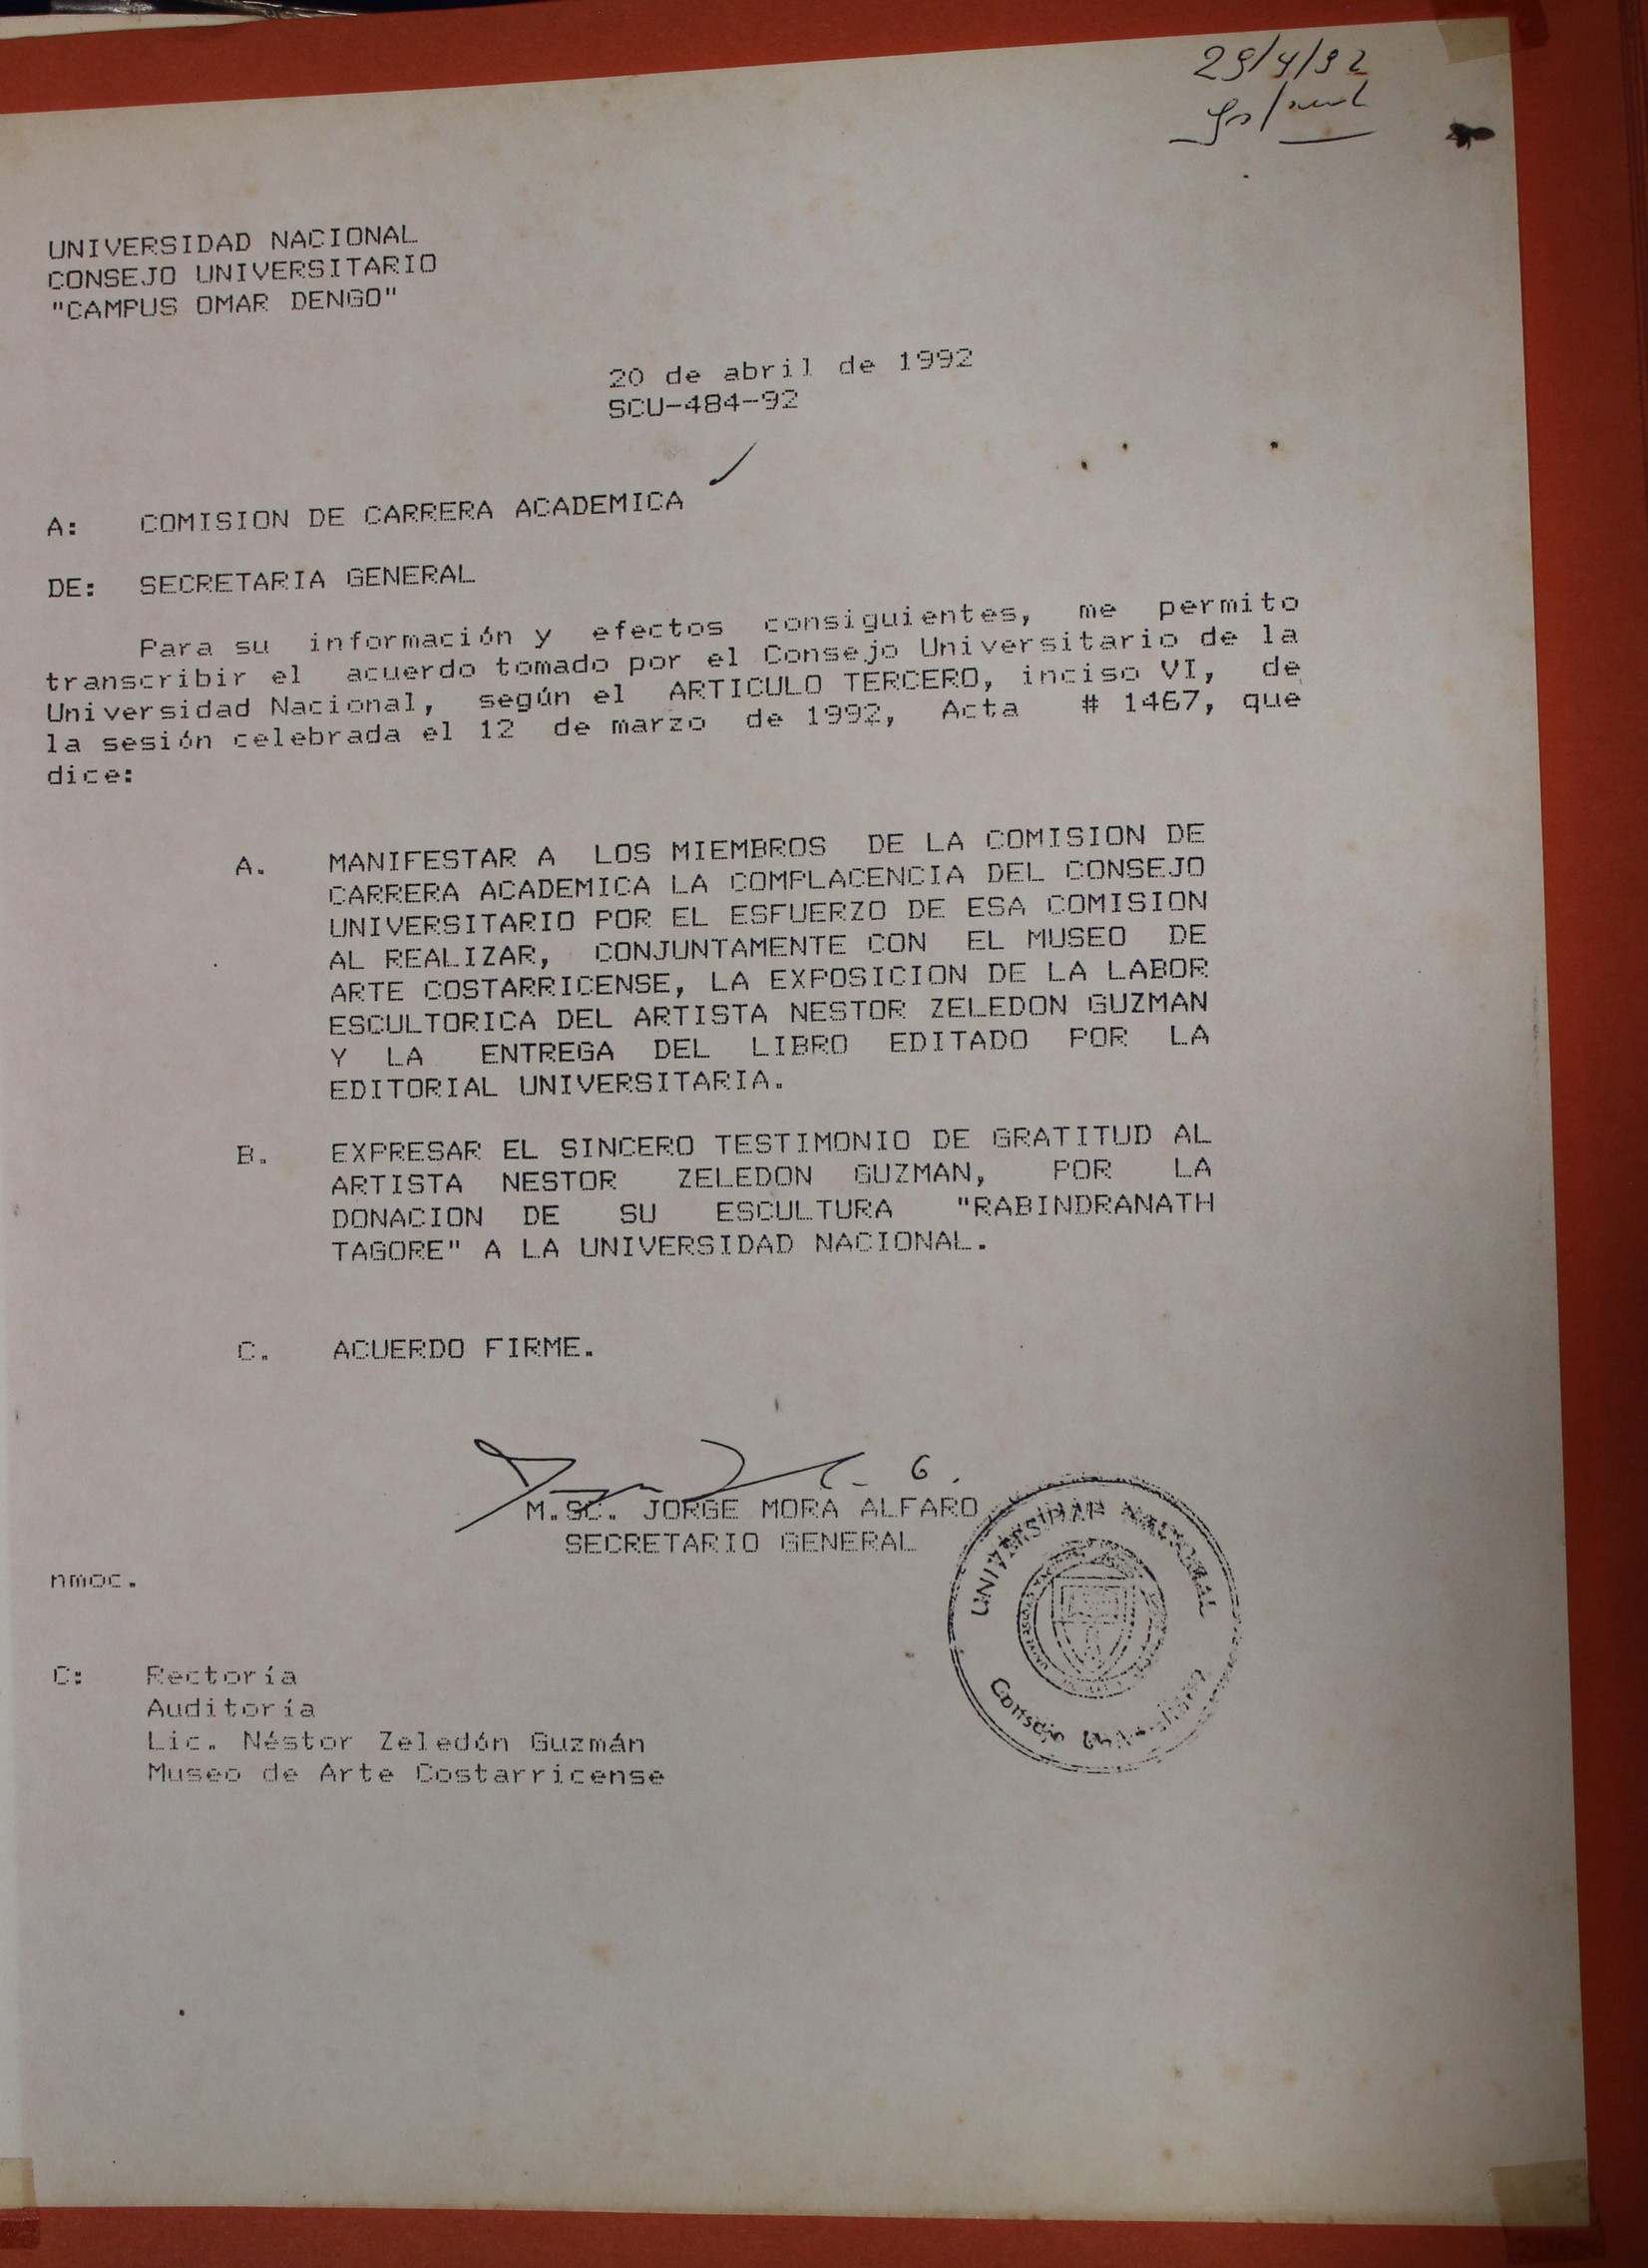 29/4/92
UNIVERSIDAD NACIONAL
CONSEJO UNIVERSITARIO
"CAMPUS OMAR DENGO"
20 de abril de 1992
SCU-484-92
A: COMISION DE CARRERA ACADEMICA
DE: SECRETARIA GENERAL
Para su información y efectos consiguientes, me permito
transcribir el acuerdo tomado por el Consejo Universitario de la
Universidad Nacional, según el ARTICULO TERCERO, inciso VI, de
la sesión celebrada el 12 de marzo de 1992, Acta # 1467, que
dice:
A. MANIFESTAR A LOS MIEMBROS DE LA COMISION DE
CARRERA ACADEMICA LA COMPLACENCIA DEL CONSEJO
UNIVERSITARIO POR EL ESFUERZO DE ESA COMISION
AL REALIZAR, CONJUNTAMENTE CON EL MUSEO DE
ARTE COSTARRICENSE, LA EXPOSICION DE LA LABOR
ESCULTORICA DEL ARTISTA NESTOR ZELEDON GUZMAN
Y LA ENTREGA DEL LIBRO EDITADO POR LA
EDITORIAL UNIVERSITARIA.
B. EXPRESAR EL SINCERO TESTIMONIO DE GRATITUD AL
ARTISTA NESTOR ZELEDON GUZMAN, POR LA
DONACION DE SU ESCULTURA "RABINDRANATH
TAGORE" A LA UNIVERSIDAD NACIONAL.
C. ACUERDO FIRME.
M.SC. JORGE MORA ALFARO
SECRETARIO GENERAL
UNIVERSIDAD NACIONAL
Consejo Universitario
nmoc.
C: Rectoría
Auditoría
Lic. Néstor Zeledón Guzmán
Museo de Arte Costarricense